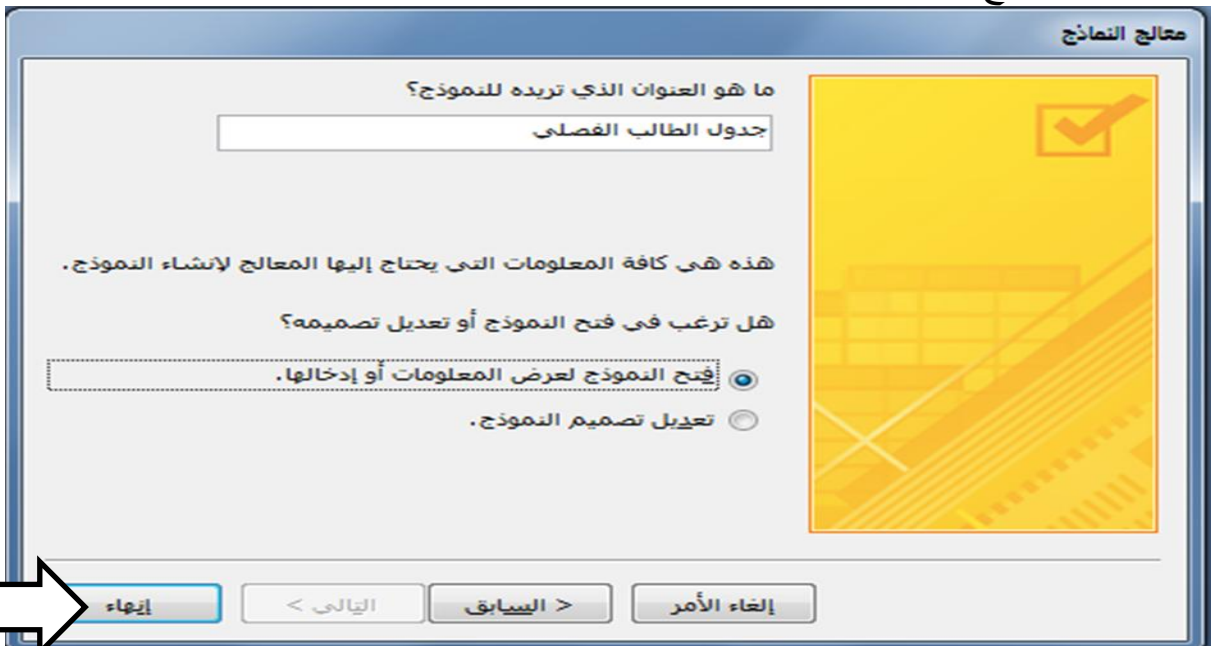 معالج النماذج
ما هو العنوان الذي تريده للنموذج؟
جدول الطالب الفصلي
هذه هي كافة المعلومات التي يحتاج إليها المعالج لإنشاء النموذج.
هل ترغب في فتح النموذج أو تعديل تصميمه؟
فتح النموذج لعرض المعلومات أو إدخالها.
تعديل تصميم النموذج.
إلغاء الأمر < السابق التالي > إنهاء